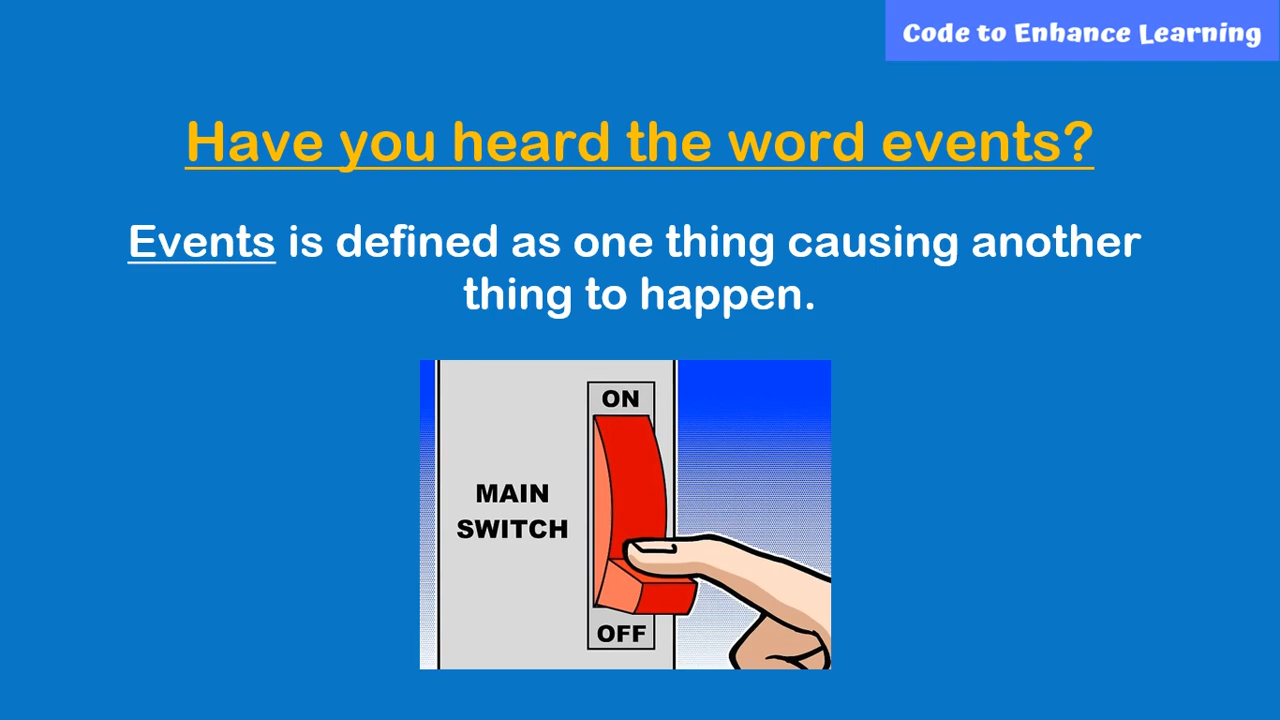 Code to Enhance Learning
Have you heard the word events?
Events is defined as one thing causing another
thing to happen.
ON
MAIN
SWITCH
OFF